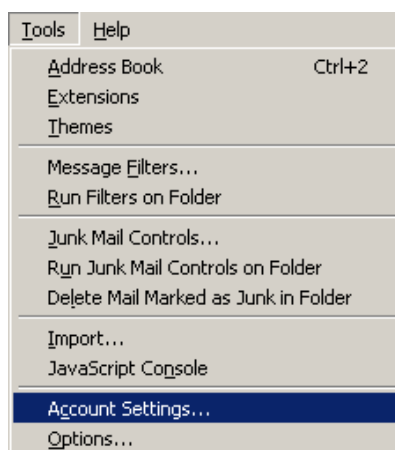 Tools Help
Address Book Ctrl+2
Extensions
Themes
Message Filters...
Run Filters on Folder
Junk Mail Controls...
Run Junk Mail Controls on Folder
Delete Mail Marked as Junk in Folder
Import...
JavaScript Console
Account Settings...
Options...